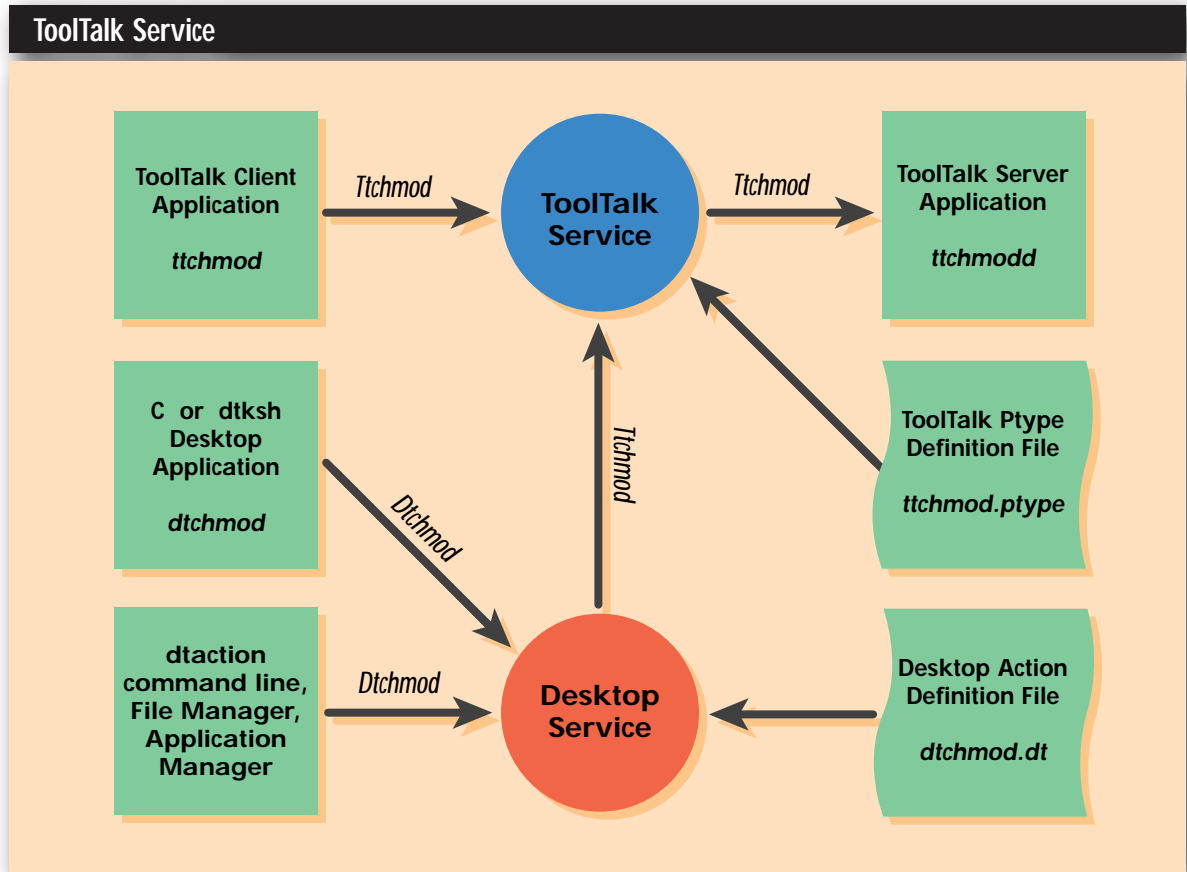 ToolTalk Service
ToolTalk Client
Application
ttchmod
Ttchmod
ToolTalk
Service
Ttchmod
ToolTalk Server
Application
ttchmodd
C or dtksh
Desktop
Application
dtchmod
Dtchmod
Ttchmod
ToolTalk Ptype
Definition File
ttchmod.ptype
dtaction
command line,
File Manager,
Application
Manager
Dtchmod
Desktop
Service
Desktop Action
Definition File
dtchmod.dt